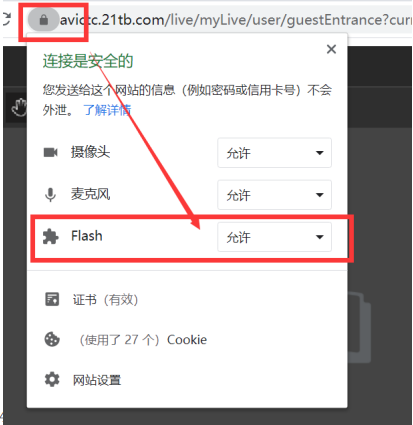 avictc.21tb.com/live/myLive/user/guestEntrance?cur
连接是安全的
您发送给这个网站的信息（例如密码或信用卡号）不会
外泄。 了解详情
摄像头 允许
麦克风 允许
Flash 允许
证书（有效）
（使用了 27 个）Cookie
网站设置